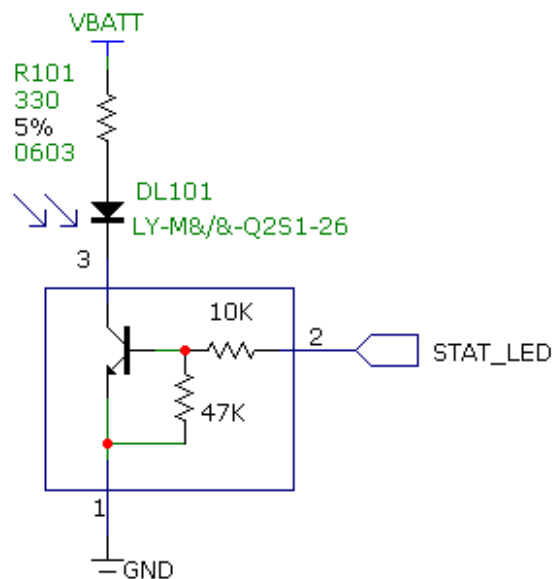 VBATT
R101
330
5%
0603
DL101
LY-M&/&-Q2S1-26
3
10K
2
STAT_LED
47K
1
GND